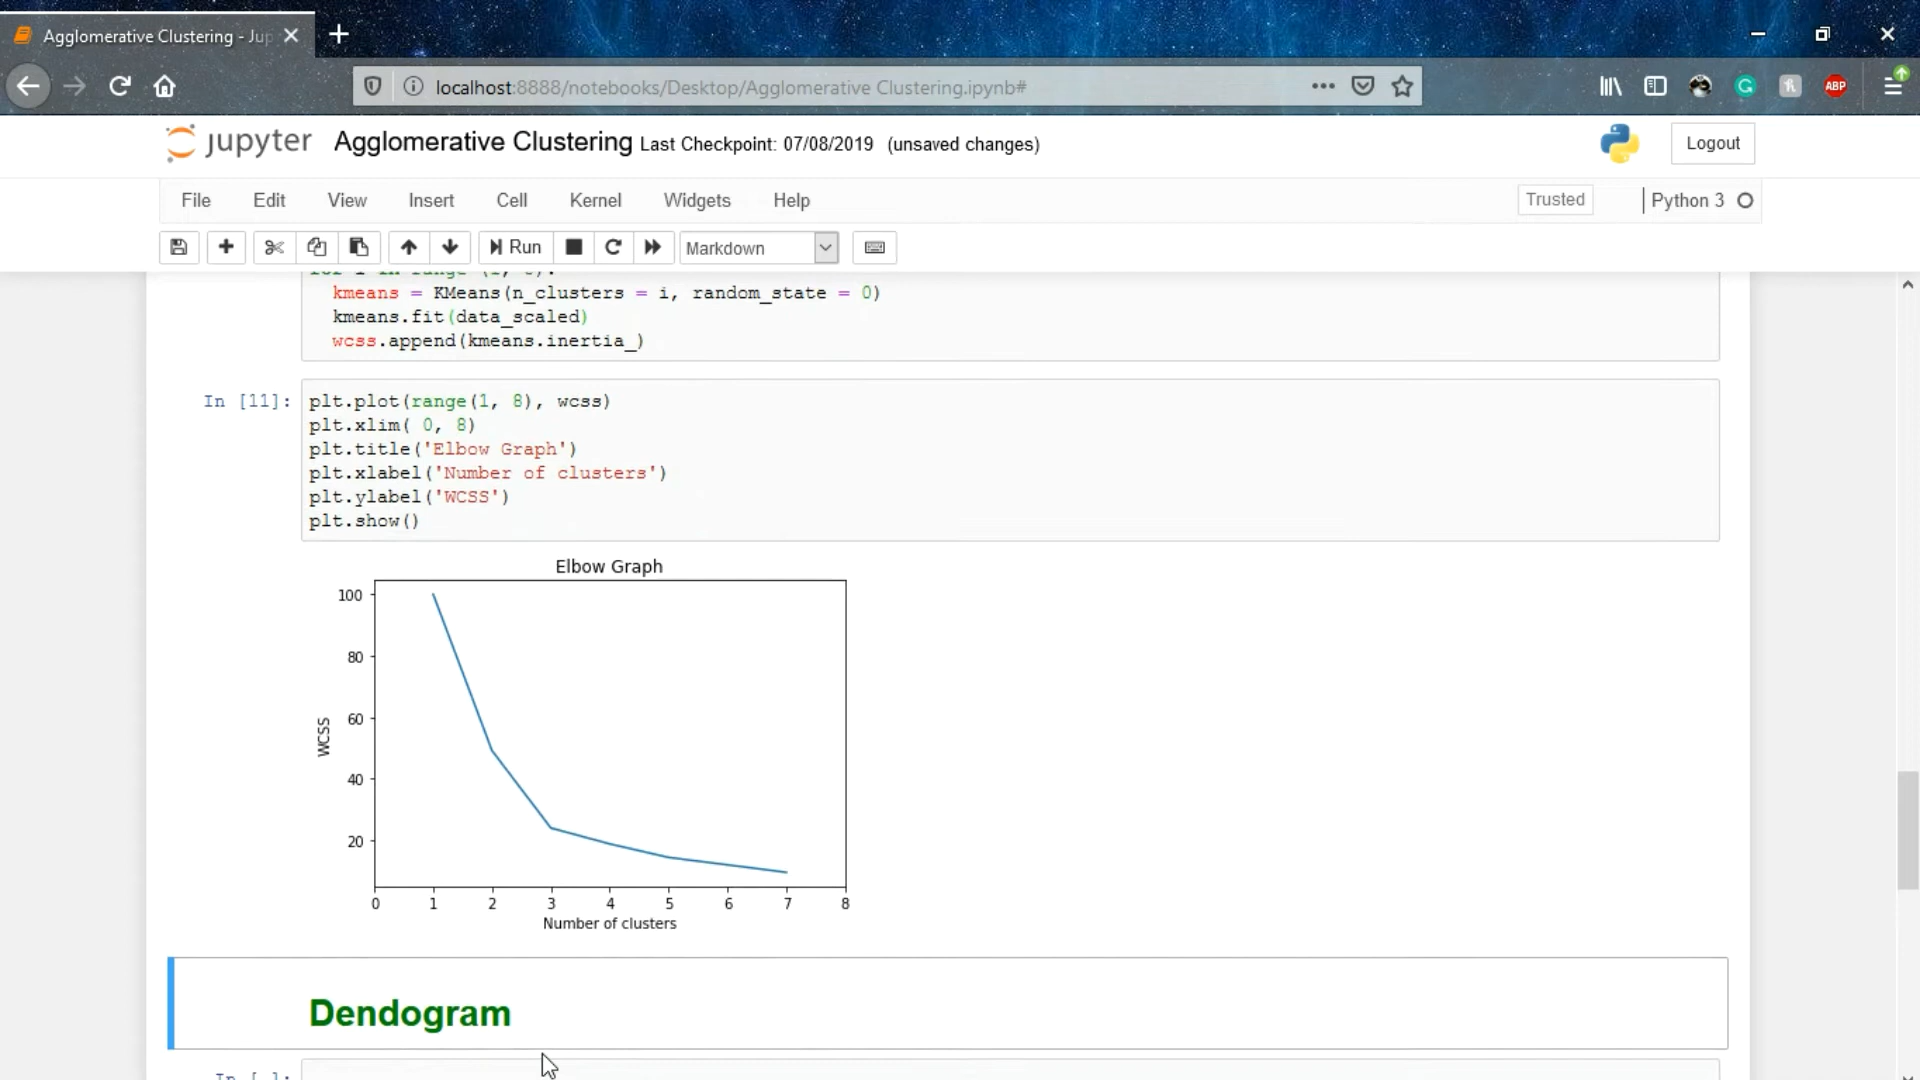 Agglomerative Clustering - Jup
localhost:8888/notebooks/Desktop/Agglomerative Clustering.ipynb#
ABP
jupyter Agglomerative Clustering Last Checkpoint: 07/08/2019 (unsaved changes)
Logout
File Edit View Insert Cell Kernel Widgets Help
Trusted
Python 3
Run
Markdown
kmeans = KMeans(n_clusters = i, random_state = 0)
kmeans.fit(data_scaled)
wcss.append(kmeans.inertia_)
In [11]:
plt.plot(range(1, 8), wcss)
plt.xlim( 0, 8)
plt.title('Elbow Graph')
plt.xlabel('Number of clusters')
plt.ylabel('WCSS')
plt.show()
Elbow Graph
100
80
60
40
20
WCSS
0 1 2 3 4 5 6 7 8
Number of clusters
Dendogram
In [ ]: